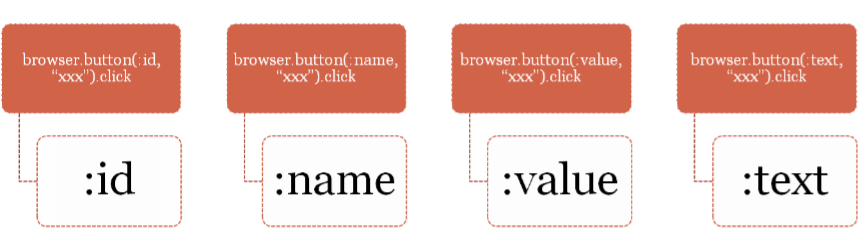 browser.button(:id,
“xxx”).click
browser.button(:name,
“xxx”).click
browser.button(:value,
“xxx”).click
browser.button(:text,
“xxx”).click
:id
:name
:value
:text